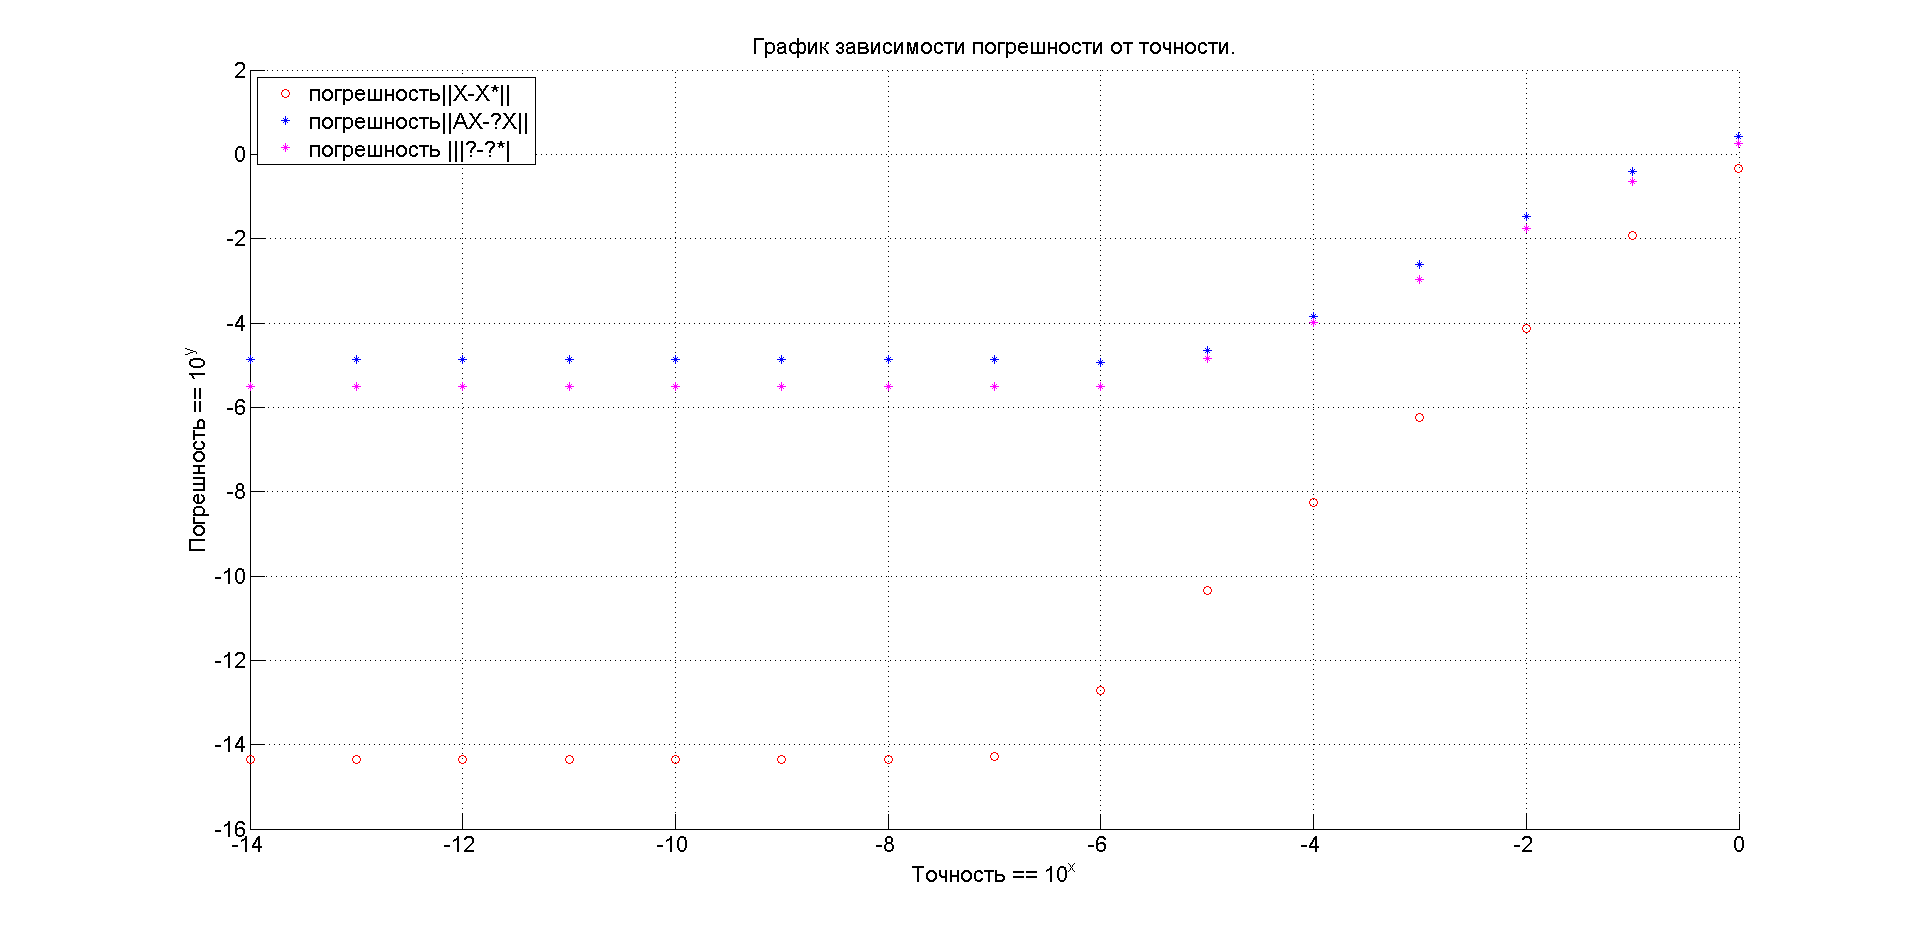 График зависимости погрешности от точности.
погрешность||X-X*||
погрешность||AX-?X||
погрешность |||?-?*|
2
0
-2
-4
-6
-8
-10
-12
-14
-16
Погрешность == 10^y
-14 -12 -10 -8 -6 -4 -2 0
Точность == 10^x